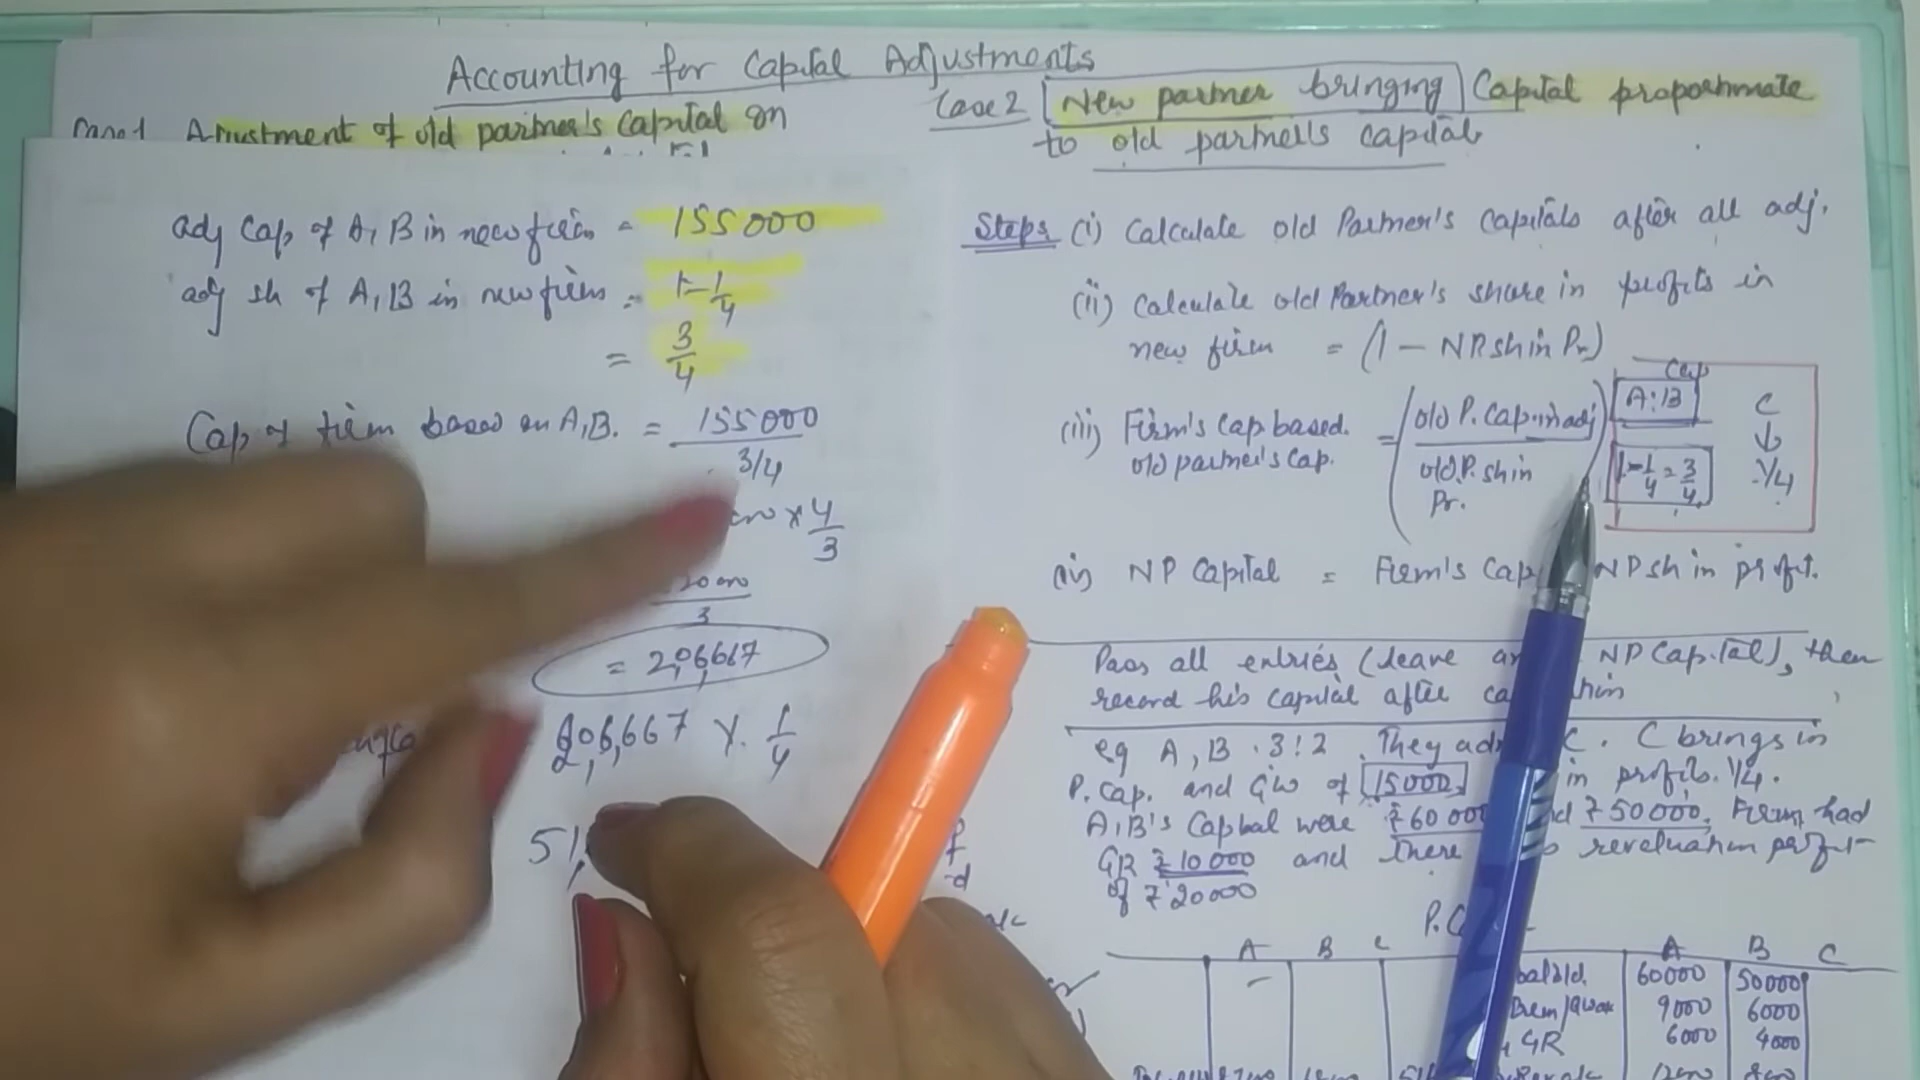 Accounting for Capital Adjustments
Case 1 Adjustment of old partner's capital on
adj Cap of A, B in new firm = 155000
adj sh of A, B in new firm = 1-1/4
= 3/4
Cap of firm based on A, B. = 155000
3/4
× 4/3
3
= 2,06,667
2,06,667 × 1/4
51,
Case 2 New partner bringing Capital proportionate
to old partner's capital
Steps (i) Calculate old Partner's Capitals after all adj.
(ii) Calculate old Partner's share in profits in
new firm = (1 - NP sh in Pr)
(iii) Firm's cap based = (old P. Cap. in adj
old partner's cap. old. P. sh in
Pr.
Cap
A:B C
1-1/4 = 3/4 1/4
(iv) NP Capital = Firm's Cap NP sh in profit.
Pass all entries (leave NP Capital), then
record his capital after
eg A, B 3:2 They C. C brings in
P. Cap. and G/W of 15000 in profits 1/4.
A, B's Capital were ₹60000 ₹50000. Firm had
GR ₹10000 and there revaluation profit
of ₹20000
A B C A B C
bal b/d. 60000 50000
9000 6000
GR 6000 4000